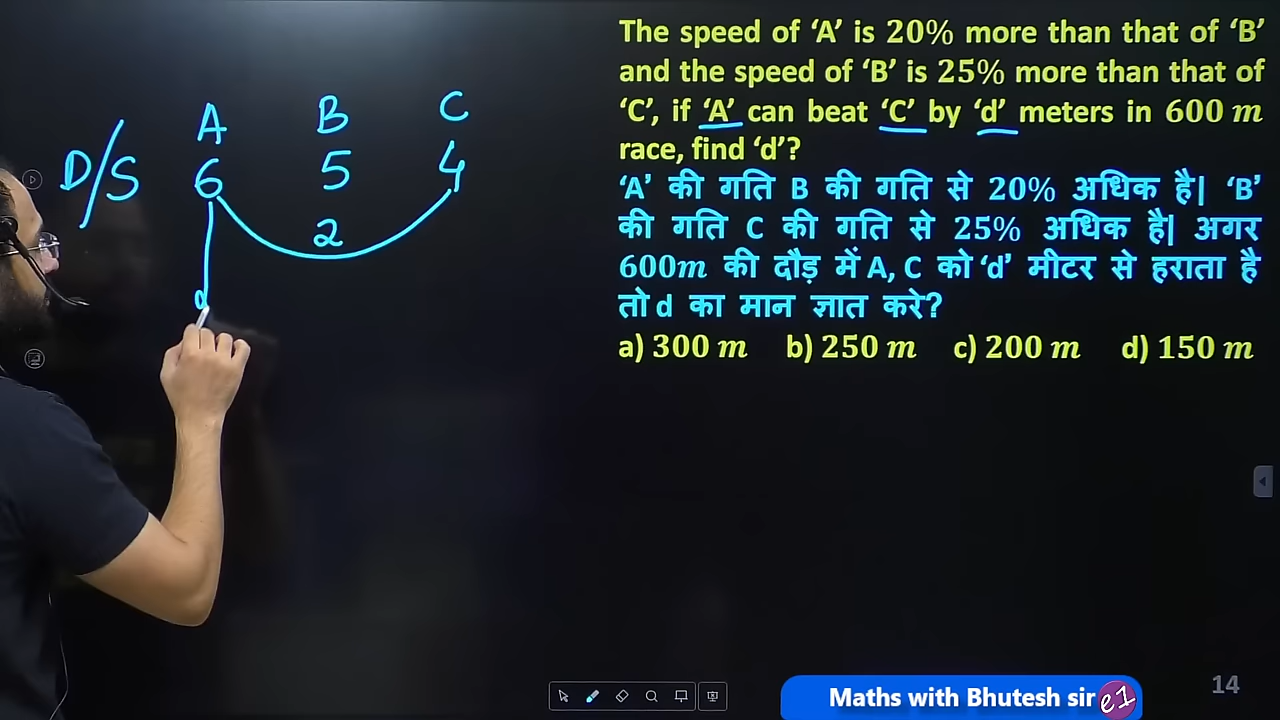 The speed of ‘A’ is 20% more than that of ‘B’
and the speed of ‘B’ is 25% more than that of
‘C’, if ‘A’ can beat ‘C’ by ‘d’ meters in 600 m
race, find ‘d’?
‘A’ की गति B की गति से 20% अधिक है| ‘B’
की गति C की गति से 25% अधिक है| अगर
600m की दौड़ में A, C को ‘d’ मीटर से हराता है
तो d का मान ज्ञात करे?
a) 300 m b) 250 m c) 200 m d) 150 m
A B C
D/S 6 5 4
2
Maths with Bhutesh sir e1
14